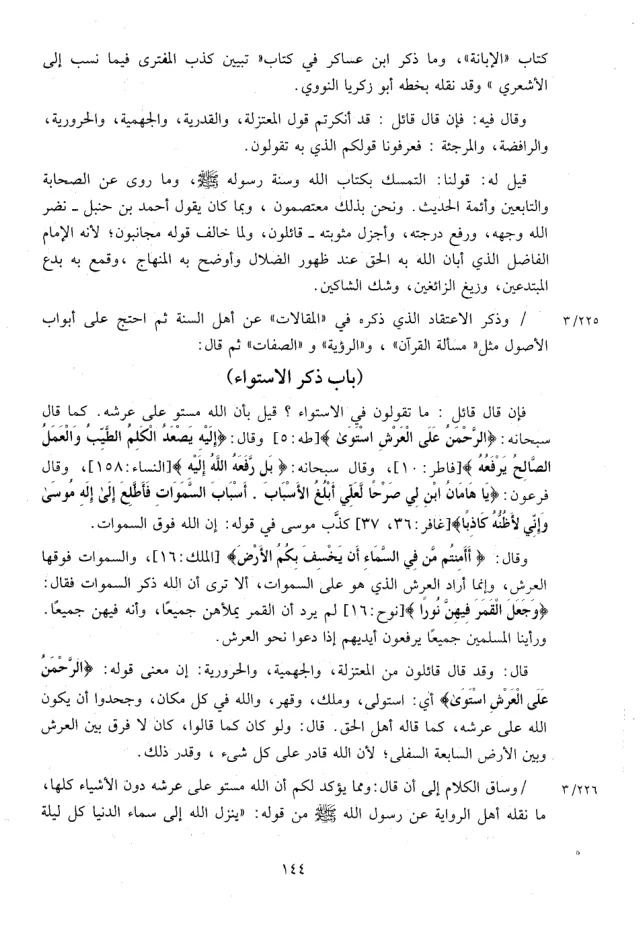 كتاب «الإبانة»، وما ذكر ابن عساكر في كتاب« تبيين كذب المفترى فيما نسب إلى
الأشعري » وقد نقله بخطه أبو زكريا النووي.
وقال فيه: فإن قال قائل : قد أنكرتم قول المعتزلة، والقدرية، والجهمية، والحرورية،
والرافضة، والمرجئة : فعرفونا قولكم الذي به تقولون.
قيل له: قولنا: التمسك بكتاب الله وسنة رسوله ﷺ، وما روى عن الصحابة
والتابعين وأئمة الحديث. ونحن بذلك معتصمون ، وبما كان يقول أحمد بن حنبل ـ نضر
الله وجهه، ورفع درجته، وأجزل مثوبته ـ قائلون، ولما خالف قوله مجانبون؛ لأنه الإمام
الفاضل الذي أبان الله به الحق عند ظهور الضلال وأوضح به المنهاج ،وقمع به بدع
المبتدعين، وزيغ الزائغين، وشك الشاكين.
٣/٢٢٥ / وذكر الاعتقاد الذي ذكره في «المقالات» عن أهل السنة ثم احتج على أبواب
الأصول مثل« مسألة القرآن» ، و«الرؤية» و «الصفات» ثم قال:
(باب ذكر الاستواء)
فإن قال قائل : ما تقولون في الاستواء ؟ قيل بأن الله مستو على عرشه. كما قال
سبحانه: ﴿الرَّحْمَنُ عَلَى الْعَرْشِ اسْتَوَىٰ ﴾[طه:٥] وقال:﴿إِلَيْهِ يَصْعَدُ الْكَلِمُ الطَّيِّبُ وَالْعَمَلُ
الصَّالِحُ يَرْفَعُهُ ﴾[فاطر:١٠]، وقال سبحانه:﴿ بَل رَّفَعَهُ اللَّهُ إِلَيْهِ ﴾[النساء:١٥٨]، وقال
فرعون:﴿يَا هَامَانُ ابْنِ لِي صَرْحًا لَّعَلِّي أَبْلُغُ الأَسْبَابَ . أَسْبَابَ السَّمَوَاتِ فَأَطَّلِعَ إِلَىٰ إِلَهِ مُوسَىٰ
وَإِنِّي لأَظُنُّهُ كَاذِبًا﴾[غافر:٣٦، ٣٧] كذَّب موسى في قوله: إن الله فوق السموات.
وقال: ﴿ أَأَمِنتُم مَّن فِي السَّمَاءِ أَن يَخْسِفَ بِكُمُ الأَرْضَ﴾ [الملك:١٦]، والسموات فوقها
العرش، وإنما أراد العرش الذي هو على السموات، ألا ترى أن الله ذكر السموات فقال:
﴿وَجَعَلَ الْقَمَرَ فِيهِنَّ نُورًا ﴾[نوح:١٦] لم يرد أن القمر يملأهن جميعًا، وأنه فيهن جميعًا.
ورأينا المسلمين جميعًا يرفعون أيديهم إذا دعوا نحو العرش.
قال: وقد قال قائلون من المعتزلة، والجهمية، والحرورية: إن معنى قوله: ﴿الرَّحْمَنُ
عَلَى الْعَرْشِ اسْتَوَىٰ﴾ أي: استولى، وملك، وقهر، والله في كل مكان، وجحدوا أن يكون
الله على عرشه، كما قاله أهل الحق. قال: ولو كان كما قالوا، كان لا فرق بين العرش
وبين الأرض السابعة السفلى؛ لأن الله قادر على كل شىء ، وقدر ذلك.
٣/٢٢٦ / وساق الكلام إلى أن قال:ومما يؤكد لكم أن الله مستو على عرشه دون الأشياء كلها،
ما نقله أهل الرواية عن رسول الله ﷺ من قوله: «ينزل الله إلى سماء الدنيا كل ليلة
١٤٤